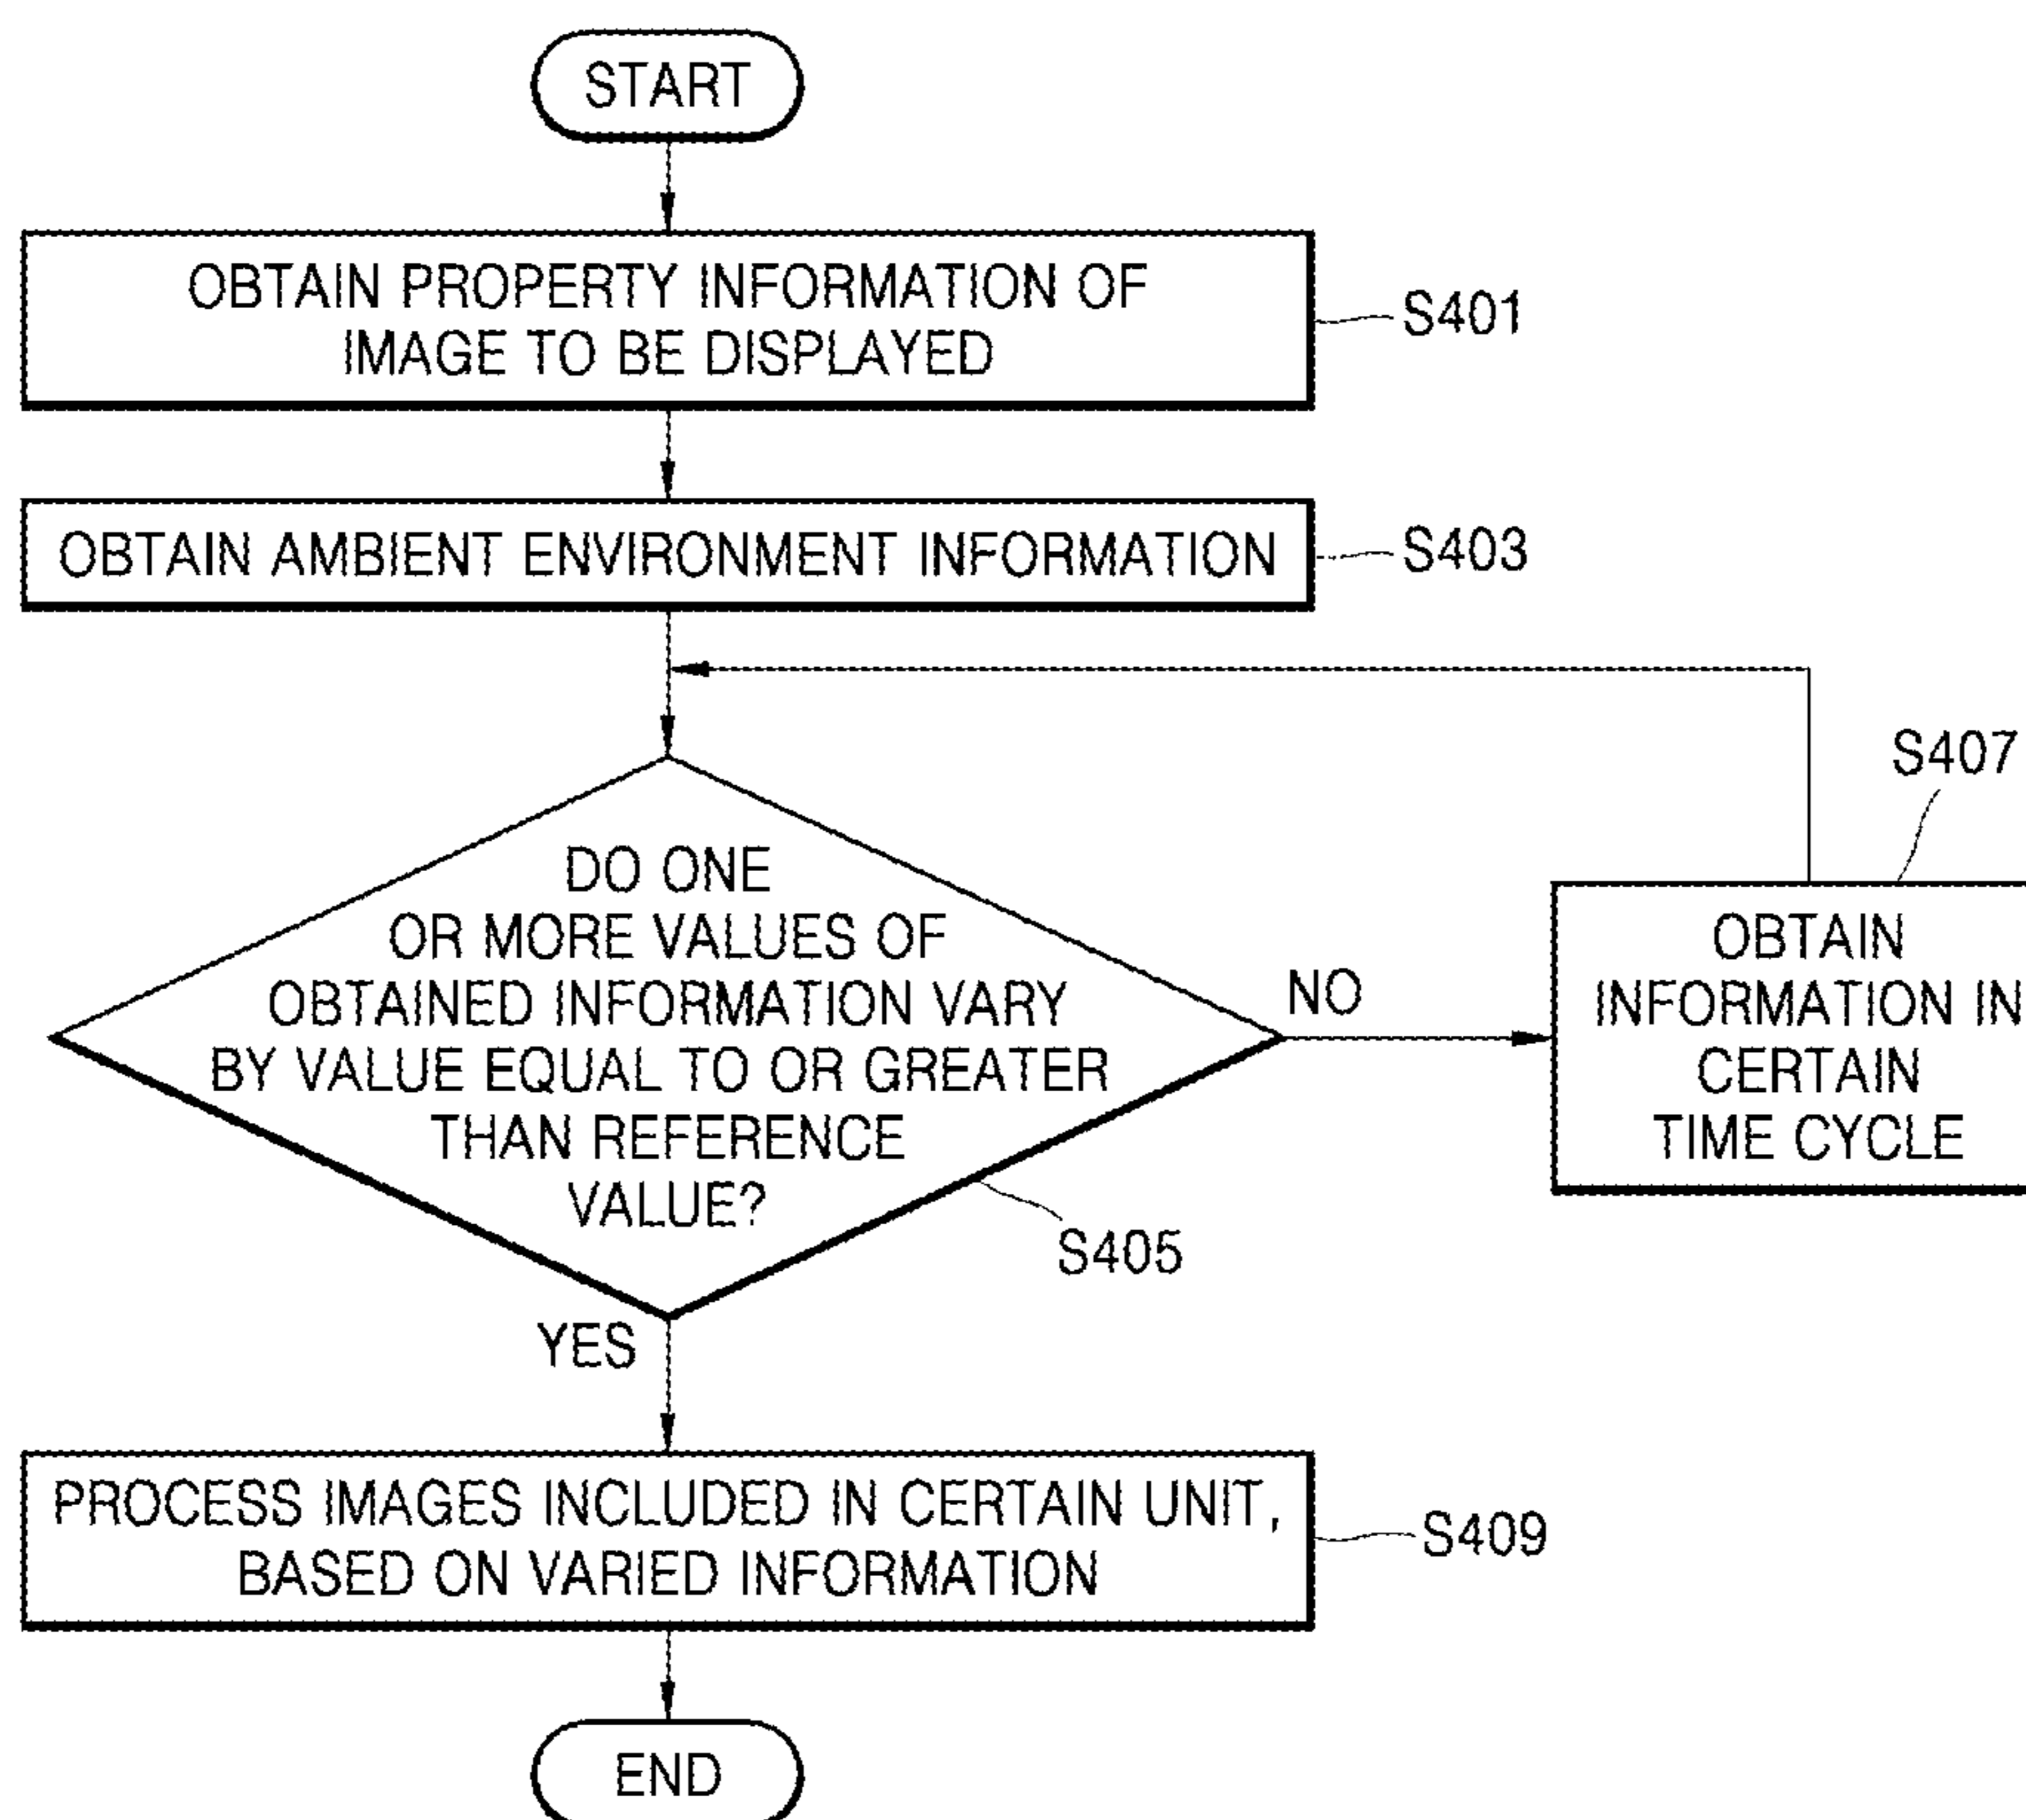 START
OBTAIN PROPERTY INFORMATION OF
IMAGE TO BE DISPLAYED
S401
OBTAIN AMBIENT ENVIRONMENT INFORMATION
S403
DO ONE
OR MORE VALUES OF
OBTAINED INFORMATION VARY
BY VALUE EQUAL TO OR GREATER
THAN REFERENCE
VALUE?
S405
NO
S407
OBTAIN
INFORMATION IN
CERTAIN
TIME CYCLE
YES
PROCESS IMAGES INCLUDED IN CERTAIN UNIT,
BASED ON VARIED INFORMATION
S409
END